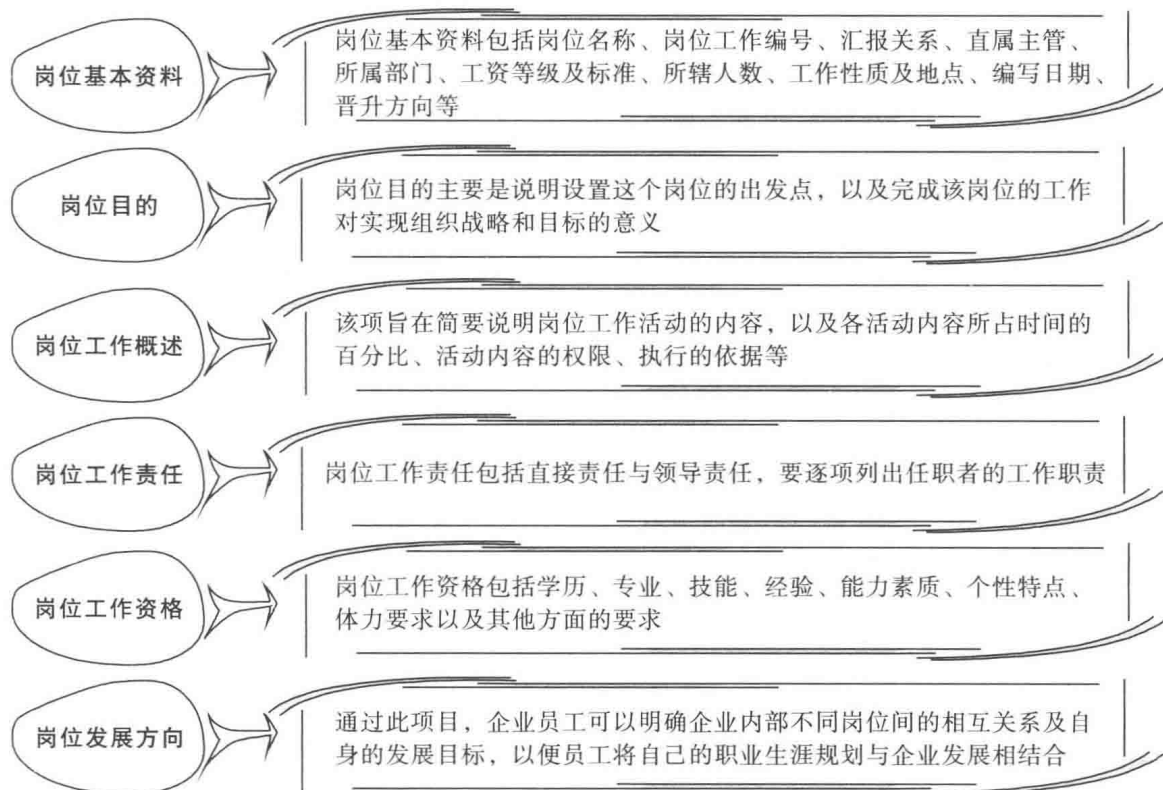 岗位基本资料
岗位基本资料包括岗位名称、岗位工作编号、汇报关系、直属主管、
所属部门、工资等级及标准、所辖人数、工作性质及地点、编写日期、
晋升方向等
岗位目的
岗位目的主要是说明设置这个岗位的出发点，以及完成该岗位的工作
对实现组织战略和目标的意义
岗位工作概述
该项旨在简要说明岗位工作活动的内容，以及各活动内容所占时间的
百分比、活动内容的权限、执行的依据等
岗位工作责任
岗位工作责任包括直接责任与领导责任，要逐项列出任职者的工作职责
岗位工作资格
岗位工作资格包括学历、专业、技能、经验、能力素质、个性特点、
体力要求以及其他方面的要求
岗位发展方向
通过此项目，企业员工可以明确企业内部不同岗位间的相互关系及自
身的发展目标，以便员工将自己的职业生涯规划与企业发展相结合